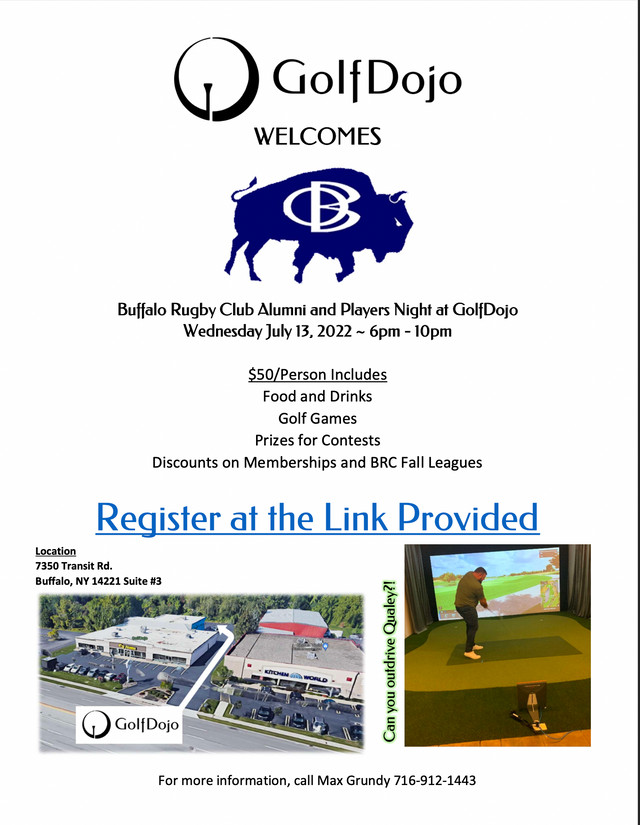 GolfDojo
WELCOMES
B
Buffalo Rugby Club Alumni and Players Night at GolfDojo
Wednesday July 13, 2022 ~ 6pm - 10pm
$50/Person Includes
Food and Drinks
Golf Games
Prizes for Contests
Discounts on Memberships and BRC Fall Leagues
Register at the Link Provided
Location
7350 Transit Rd.
Buffalo, NY 14221 Suite #3
KITCHEN WORLD
GolfDojo
Can you outdrive Qualey?!
For more information, call Max Grundy 716-912-1443